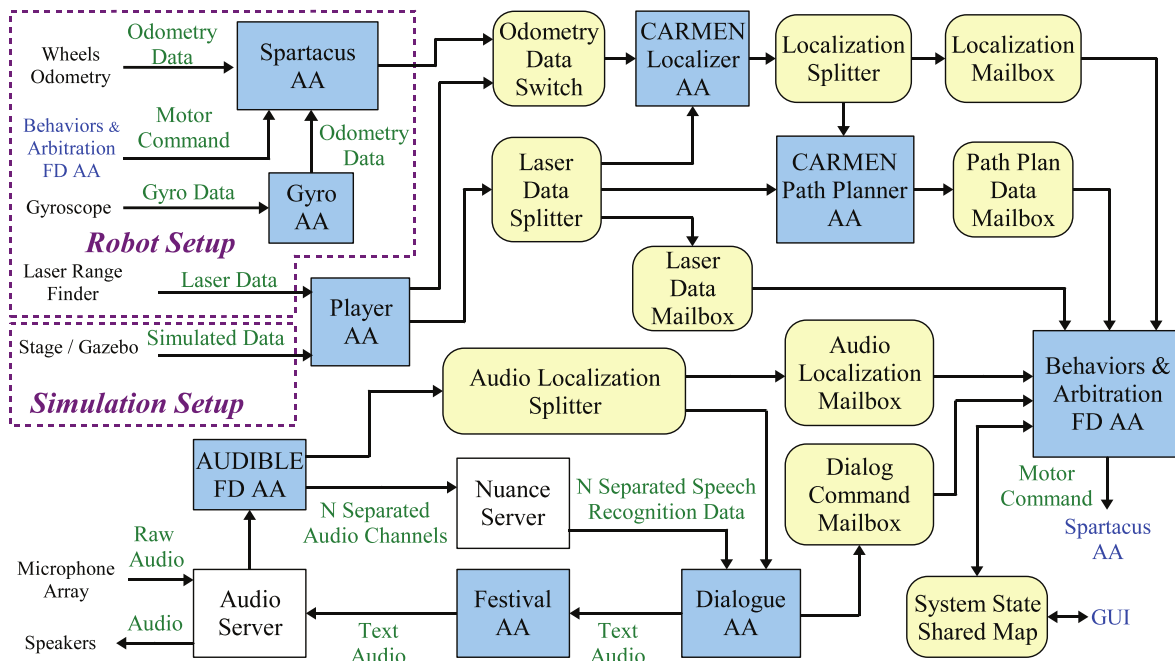 Wheels
Odometry
Odometry
Data
Spartacus
AA
Behaviors &
Arbitration
FD AA
Motor
Command
Odometry
Data
Gyroscope
Gyro Data
Gyro
AA
Robot Setup
Laser Range
Finder
Laser Data
Player
AA
Stage / Gazebo
Simulated Data
Simulation Setup
Odometry
Data
Switch
CARMEN
Localizer
AA
Localization
Splitter
Localization
Mailbox
Laser
Data
Splitter
CARMEN
Path Planner
AA
Path Plan
Data
Mailbox
Laser
Data
Mailbox
Audio Localization
Splitter
Audio
Localization
Mailbox
Behaviors &
Arbitration
FD AA
AUDIBLE
FD AA
N Separated
Audio Channels
Nuance
Server
N Separated Speech
Recognition Data
Dialog
Command
Mailbox
Motor
Command
Spartacus
AA
Microphone
Array
Raw
Audio
Audio
Server
Speakers
Audio
Text
Audio
Festival
AA
Text
Audio
Dialogue
AA
System State
Shared Map
GUI